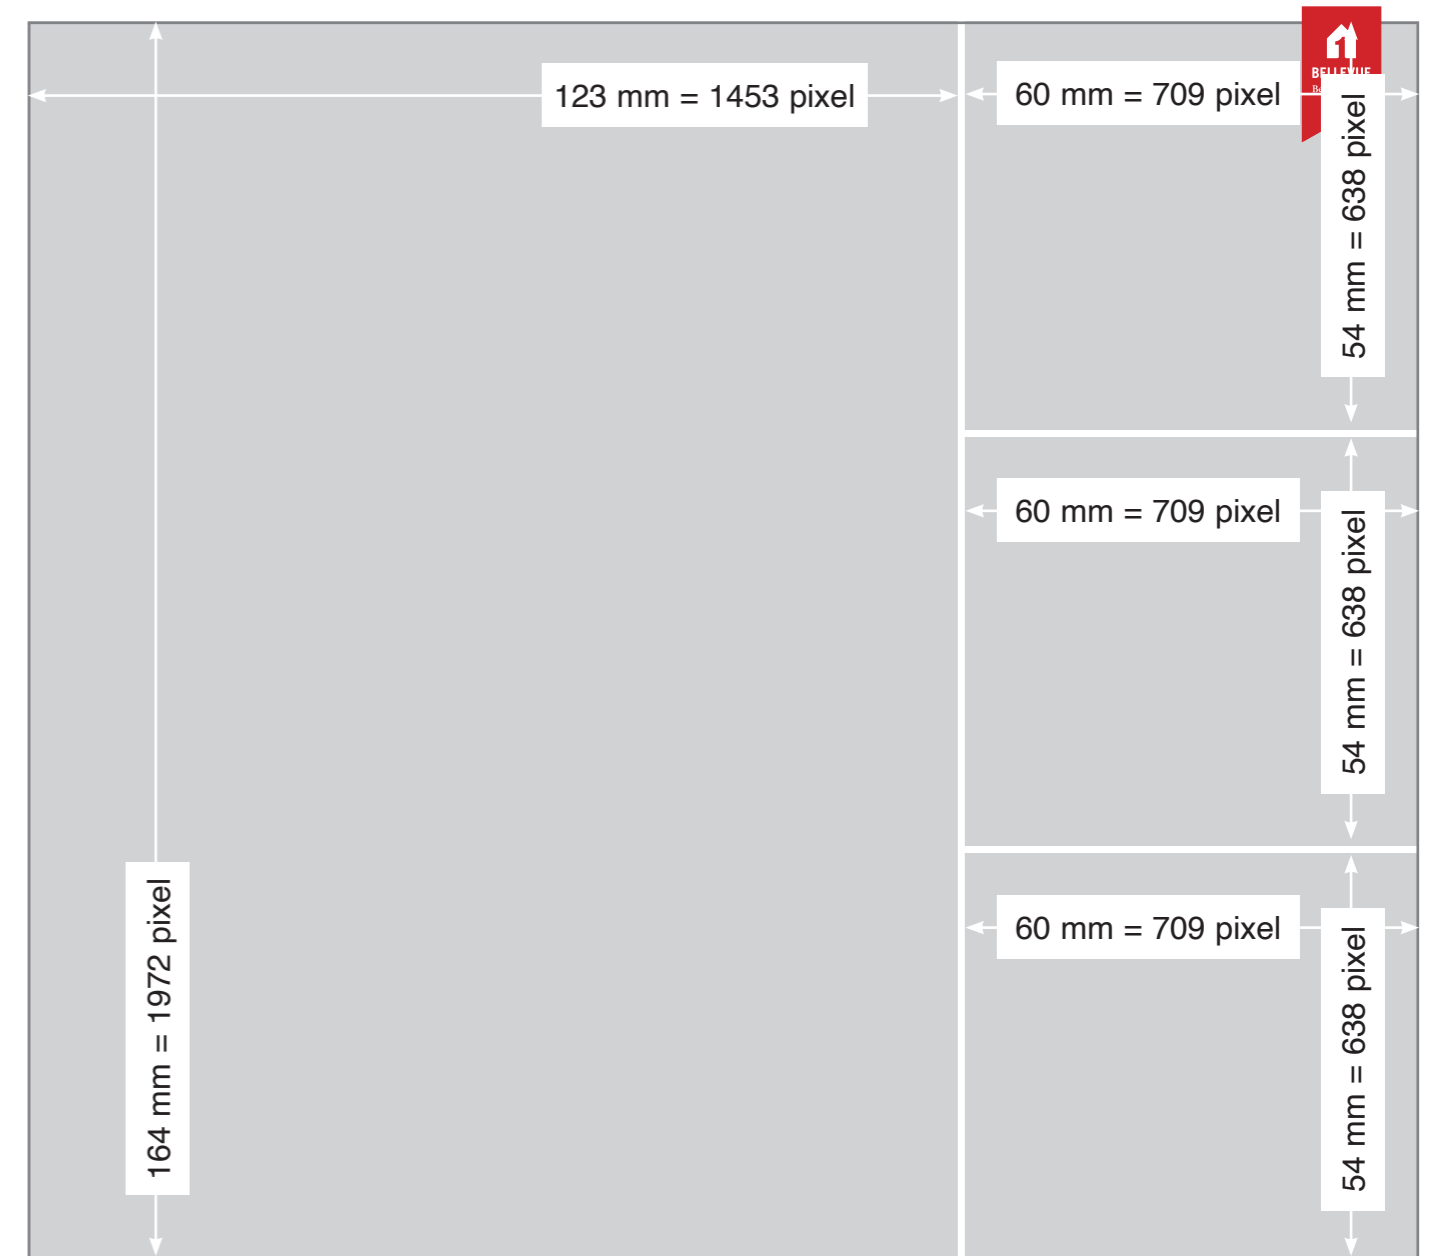 BELLEVUE
123 mm = 1453 pixel
60 mm = 709 pixel
54 mm = 638 pixel
60 mm = 709 pixel
54 mm = 638 pixel
164 mm = 1972 pixel
60 mm = 709 pixel
54 mm = 638 pixel